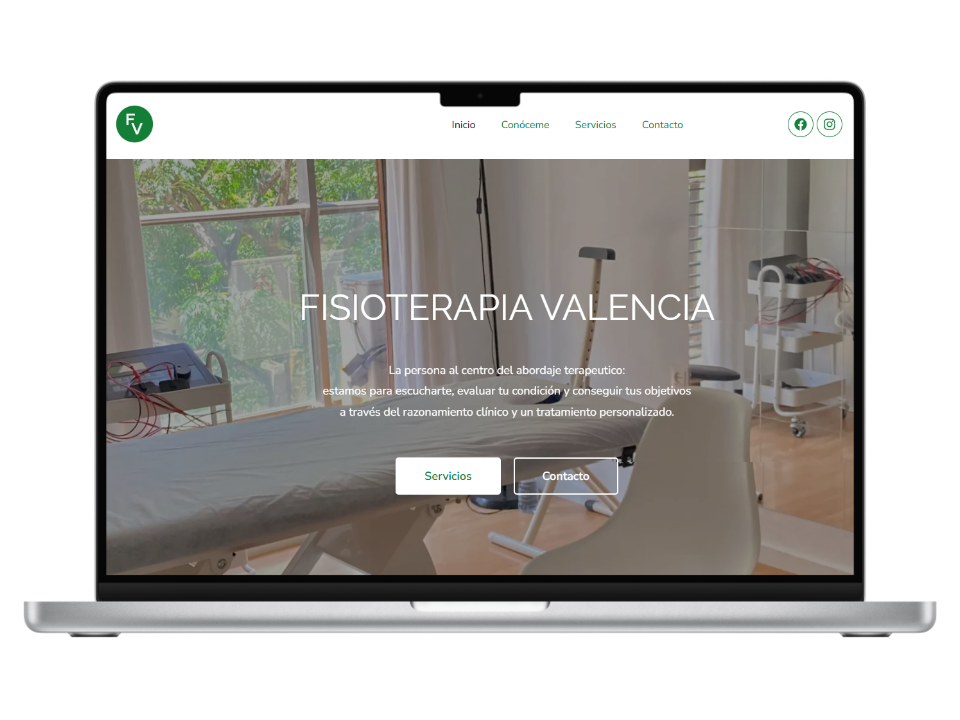 FV
Inicio Conóceme Servicios Contacto
FISIOTERAPIA VALENCIA
La persona al centro del abordaje terapeutico:
estamos para escucharte, evaluar tu condición y conseguir tus objetivos
a través del razonamiento clínico y un tratamiento personalizado.
Servicios Contacto